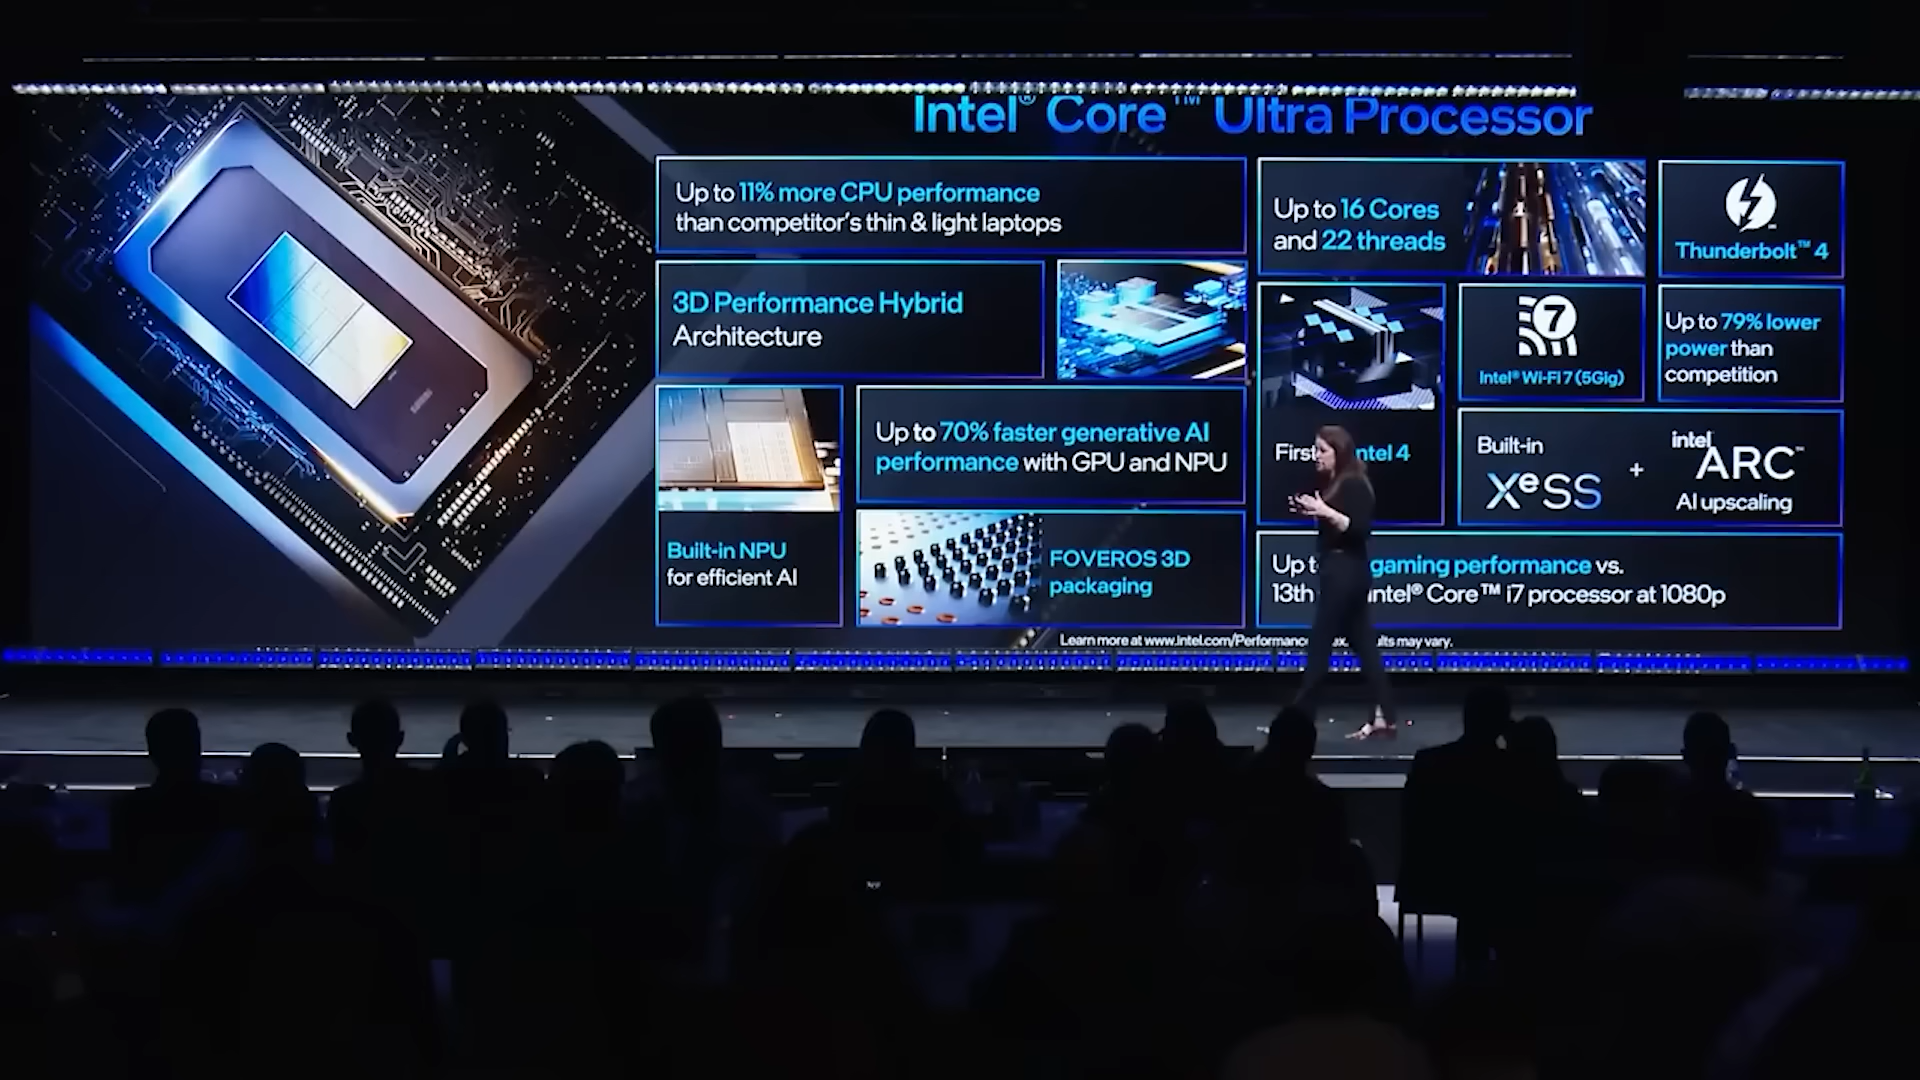 Intel® Core™ Ultra Processor
Up to 11% more CPU performance
than competitor's thin & light laptops
Up to 16 Cores
and 22 threads
Thunderbolt™ 4
3D Performance Hybrid
Architecture
7
Intel® Wi-Fi 7 (5Gig)
Up to 79% lower
power than
competition
First
ntel 4
Up to 70% faster generative AI
performance with GPU and NPU
Built-in
XeSS
+
intel
ARC™
AI upscaling
Built-in NPU
for efficient AI
FOVEROS 3D
packaging
Up gaming performance vs.
13th ntel® Core™ i7 processor at 1080p
Learn more at www.intel.com/Performance may vary.